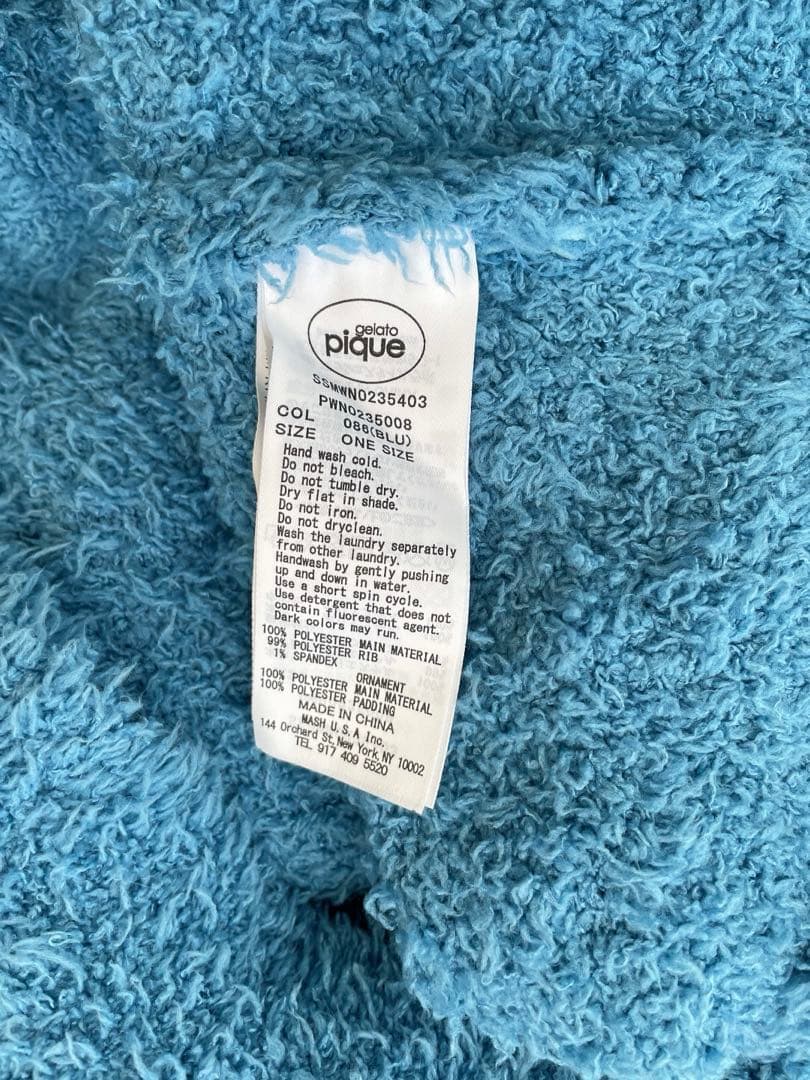 gelato
pique
SSMWN0235403
PWN0235008
COL 086(BLU)
SIZE ONE SIZE
Hand wash cold.
Do not bleach.
Do not tumble dry.
Dry flat in shade.
Do not iron.
Do not dryclean.
Wash the laundry separately
from other laundry.
Handwash by gently pushing
up and down in water.
Use a short spin cycle.
Use detergent that does not
contain fluorescent agent.
Dark colors may run.
100% POLYESTER MAIN MATERIAL
99% POLYESTER RIB
1% SPANDEX
ORNAMENT
100% POLYESTER MAIN MATERIAL
100% POLYESTER PADDING
MADE IN CHINA
MASH U.S.A Inc.
144 Orchard St, New York, NY 10002
TEL 917 409 5520